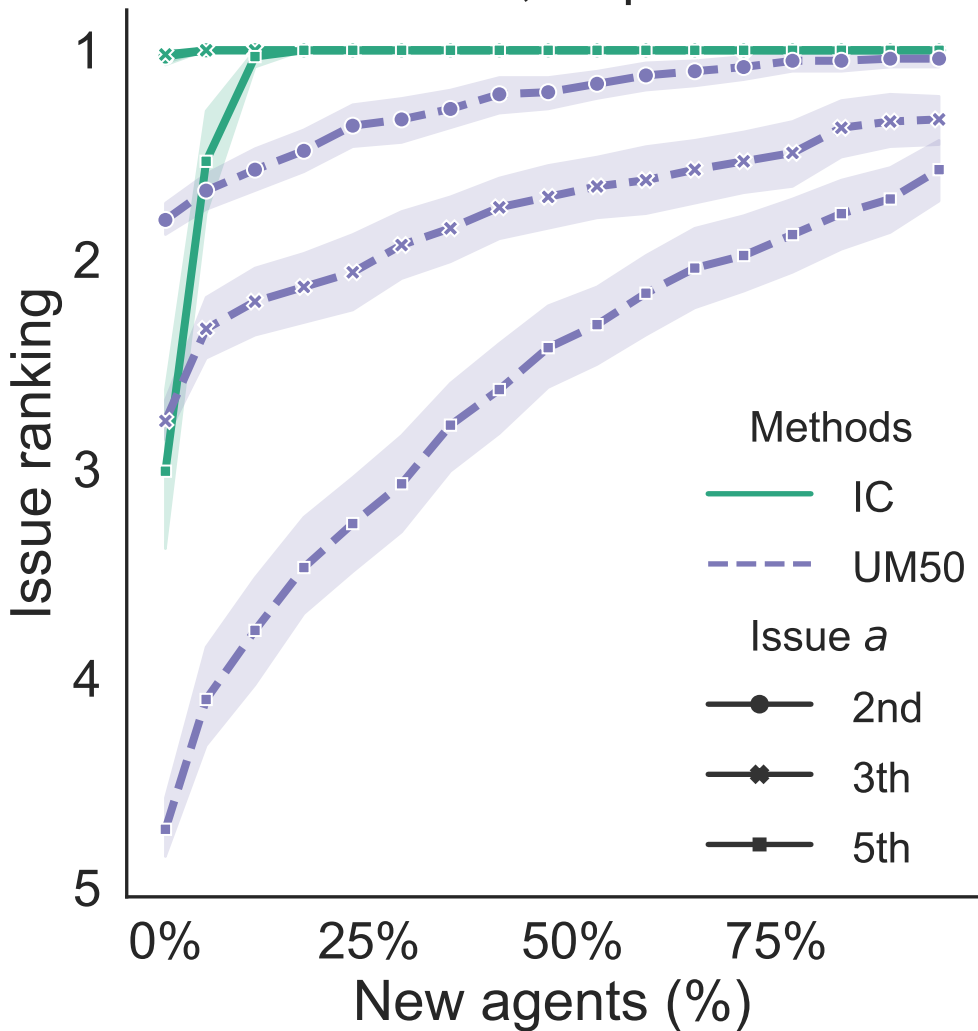 1
2
3
4
5
Issue ranking
0%
25%
50%
75%
New agents (%)
Methods
IC
UM50
Issue a
2nd
3th
5th